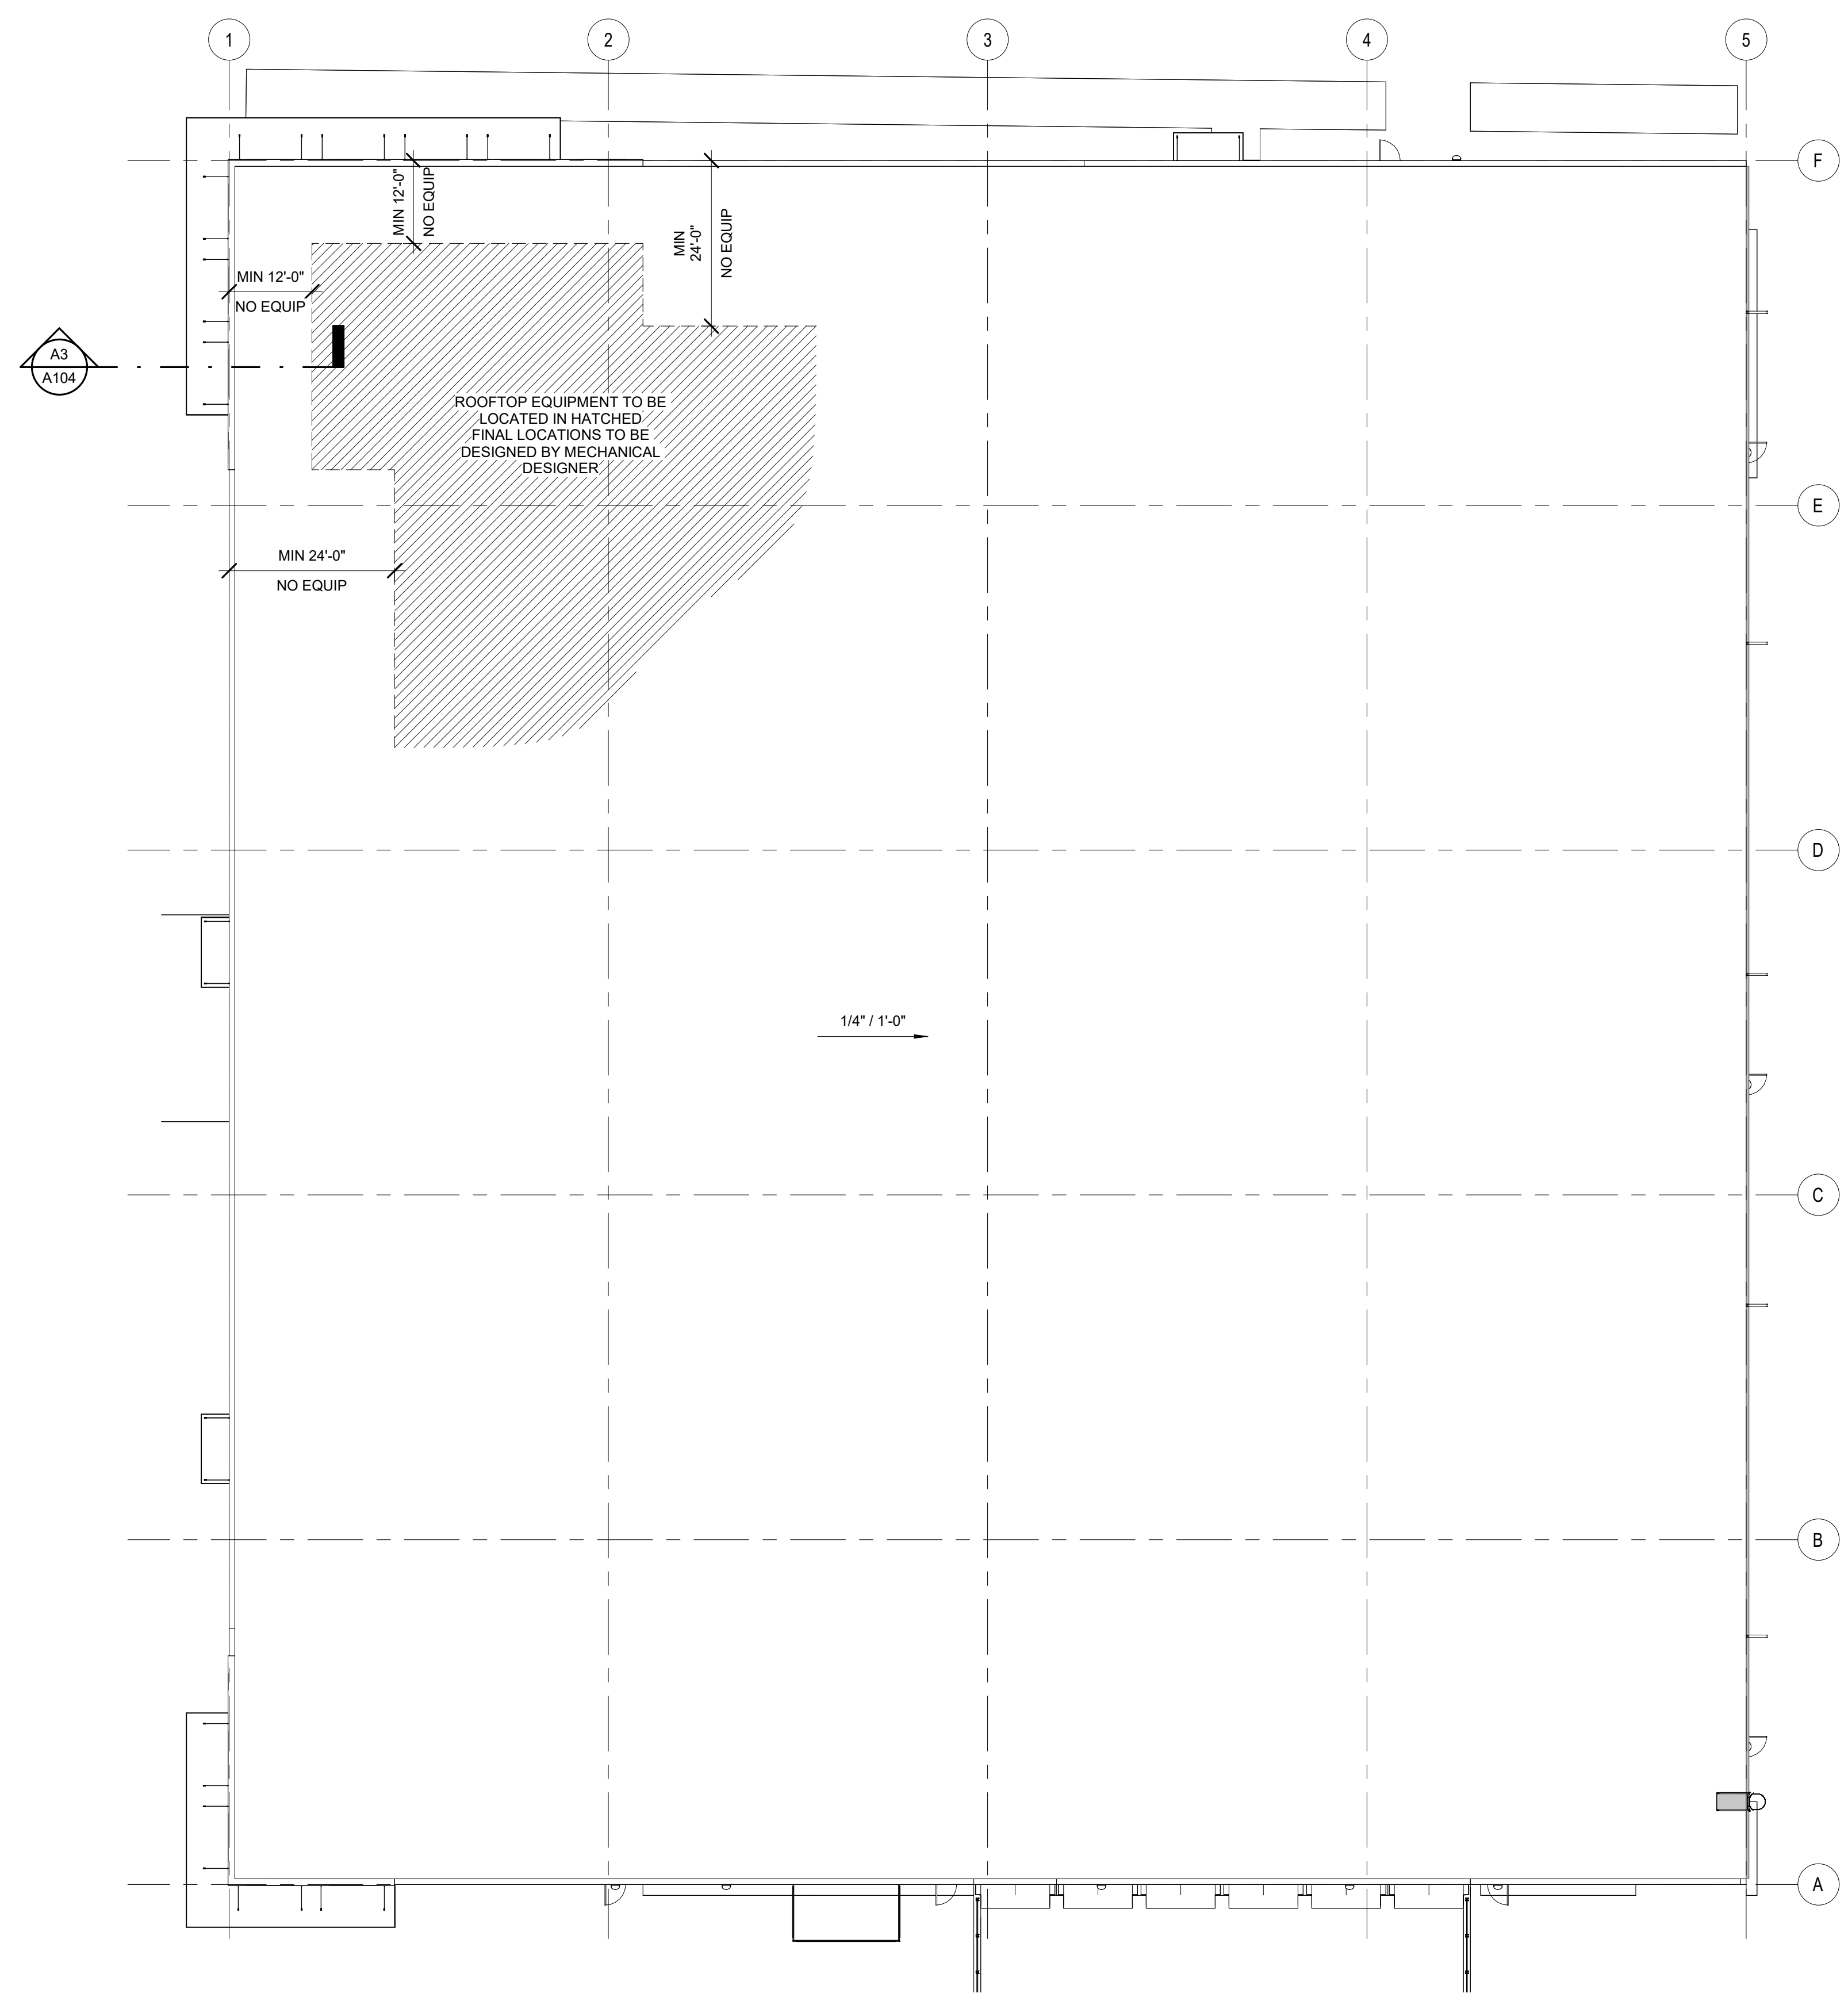 1
2
3
4
5
F
MIN 12'-0"
NO EQUIP
MIN
24'-0"
NO EQUIP
MIN 12'-0"
NO EQUIP
A3
A104
ROOFTOP EQUIPMENT TO BE
LOCATED IN HATCHED
FINAL LOCATIONS TO BE
DESIGNED BY MECHANICAL
DESIGNER
E
MIN 24'-0"
NO EQUIP
D
1/4" / 1'-0"
C
B
A